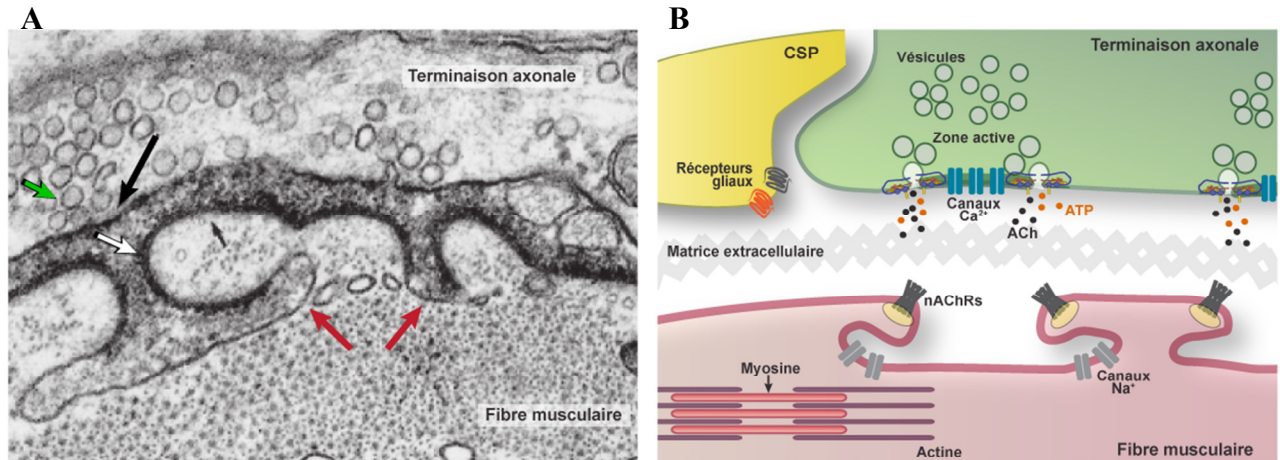 A
Terminaison axonale
Fibre musculaire
B
CSP
Terminaison axonale
Vésicules
Zone active
Récepteurs
gliaux
Canaux
Ca²⁺
ATP
ACh
Matrice extracellulaire
nAChRs
Myosine
Canaux
Na⁺
Actine
Fibre musculaire